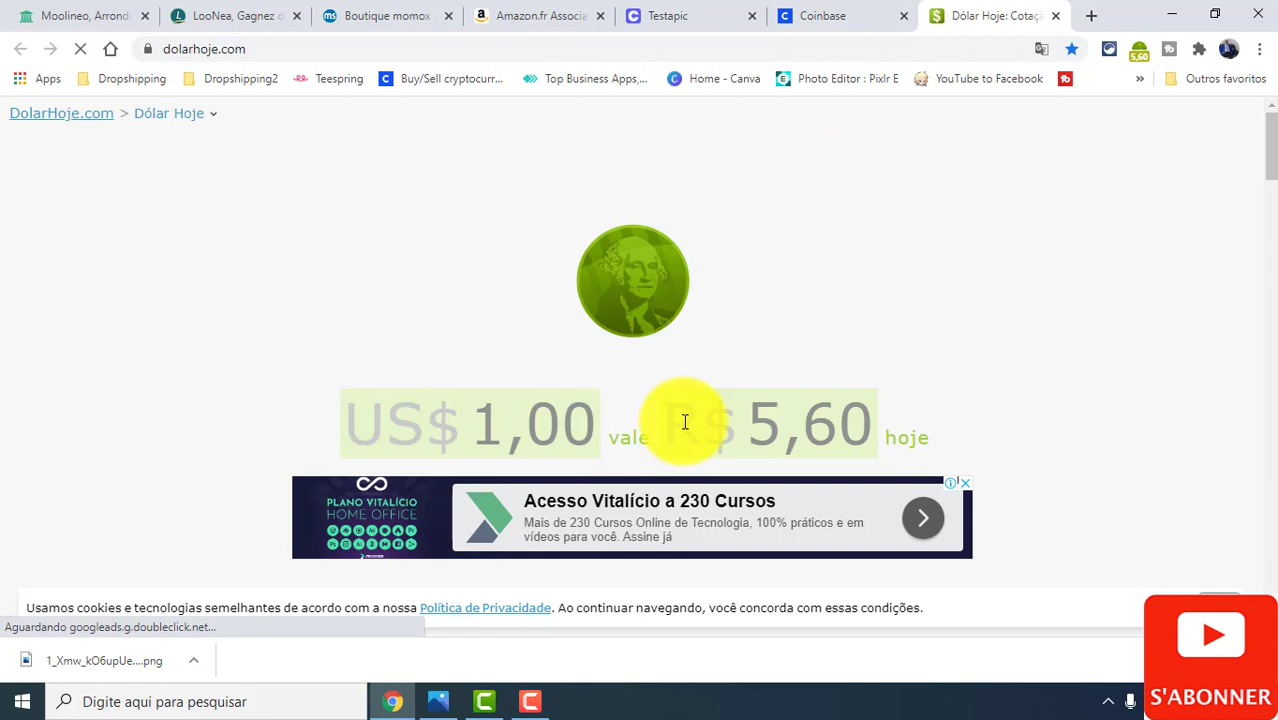 Moolineo, Arrondi
LooNea, Gagnez d
Boutique momox
Amazon.fr Associa
Testapic
Coinbase
Dólar Hoje: Cotaç
dolarhoje.com
5,60
Apps
Dropshipping
Dropshipping2
Teespring
Buy/Sell cryptocurr...
Top Business Apps,...
Home - Canva
Photo Editor : Pixlr E
YouTube to Facebook
»
Outros favoritos
DolarHoje.com > Dólar Hoje
US$ 1,00 vale R$ 5,60 hoje
PLANO VITALÍCIO
HOME OFFICE
Acesso Vitalício a 230 Cursos
Mais de 230 Cursos Online de Tecnologia, 100% práticos e em
vídeos para você. Assine já
Usamos cookies e tecnologias semelhantes de acordo com a nossa Política de Privacidade. Ao continuar navegando, você concorda com essas condições.
Aguardando googleads.g.doubleclick.net...
1_Xmw_kO6upUe....png
Digite aqui para pesquisar
S'ABONNER